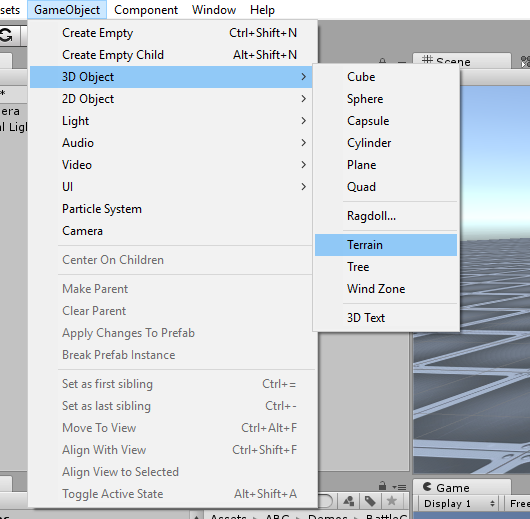 sets GameObject Component Window Help
Create Empty Ctrl+Shift+N
Create Empty Child Alt+Shift+N
3D Object >
2D Object >
Light >
Audio >
Video >
UI >
Particle System
Camera
Center On Children
Make Parent
Clear Parent
Apply Changes To Prefab
Break Prefab Instance
Set as first sibling Ctrl+=
Set as last sibling Ctrl+-
Move To View Ctrl+Alt+F
Align With View Ctrl+Shift+F
Align View to Selected
Toggle Active State Alt+Shift+A
Cube
Sphere
Capsule
Cylinder
Plane
Quad
Ragdoll...
Terrain
Tree
Wind Zone
3D Text
*
era
al Ligh
# Scene
Game
Display 1 Free
Assets ABC Demos BattleG